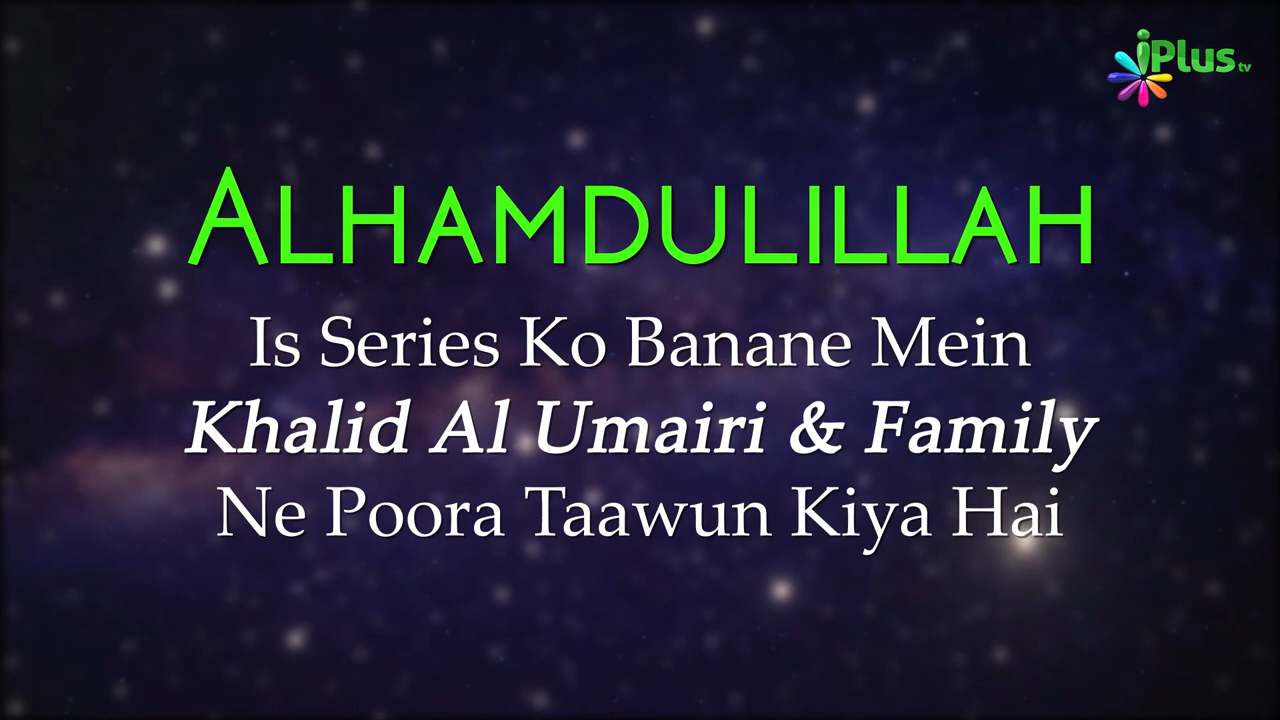 iPlus tv
ALHAMDULILLAH
Is Series Ko Banane Mein
Khalid Al Umairi & Family
Ne Poora Taawun Kiya Hai